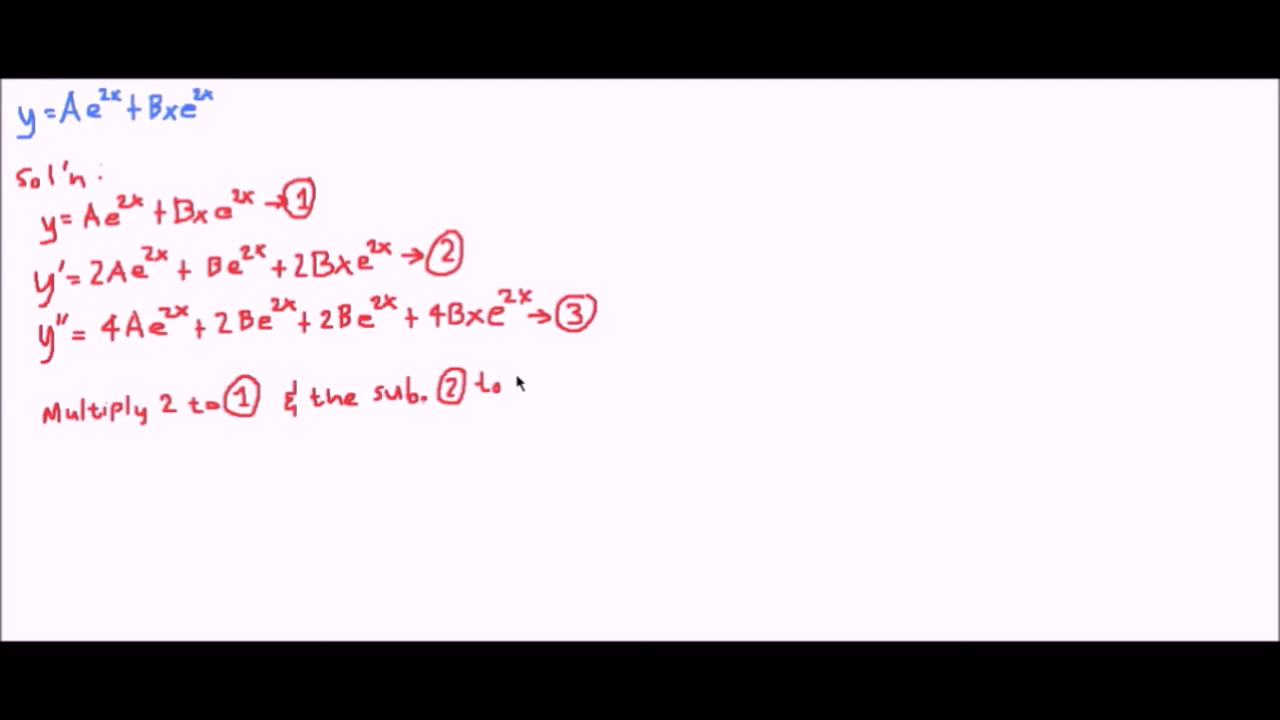 y=Ae^{2x}+Bxe^{2x}
Sol'n:
y=Ae^{2x}+Bxe^{2x}→①
y'=2Ae^{2x}+Be^{2x}+2Bxe^{2x}→②
y''=4Ae^{2x}+2Be^{2x}+2Be^{2x}+4Bxe^{2x}→③
Multiply 2 to ① & the sub. ② to